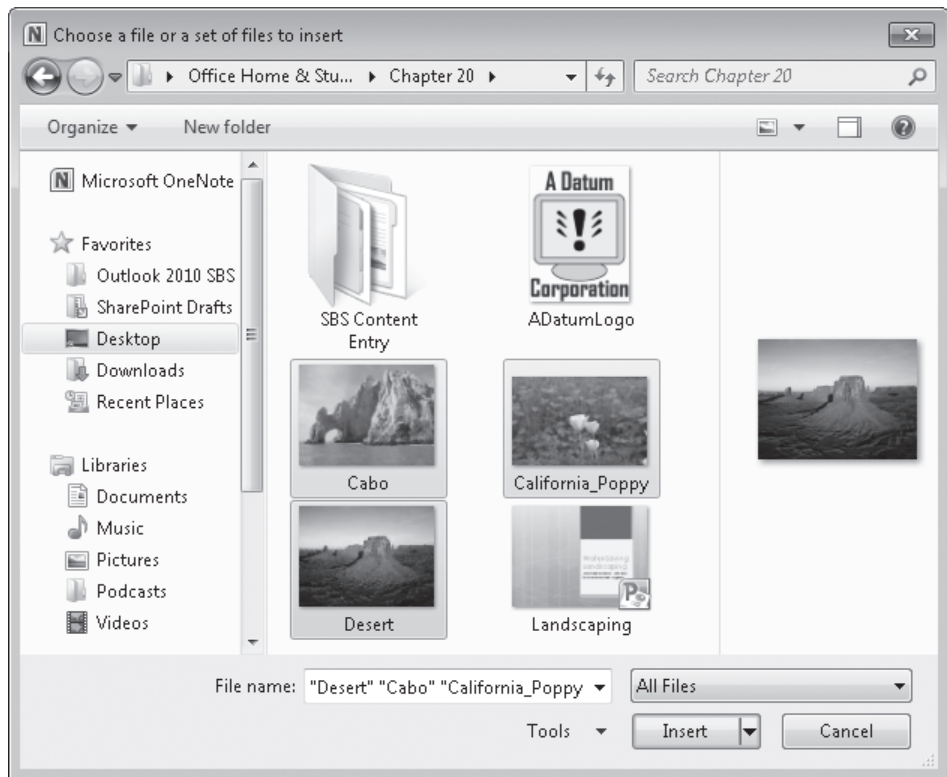 Choose a file or a set of files to insert
Office Home & Stu... Chapter 20
Search Chapter 20
Organize
New folder
Microsoft OneNote
Favorites
Outlook 2010 SBS
SharePoint Drafts
Desktop
Downloads
Recent Places
Libraries
Documents
Music
Pictures
Podcasts
Videos
SBS Content
Entry
A Datum
Corporation
ADatumLogo
Cabo
California_Poppy
Desert
Landscaping
File name: "Desert" "Cabo" "California_Poppy
All Files
Tools
Insert
Cancel